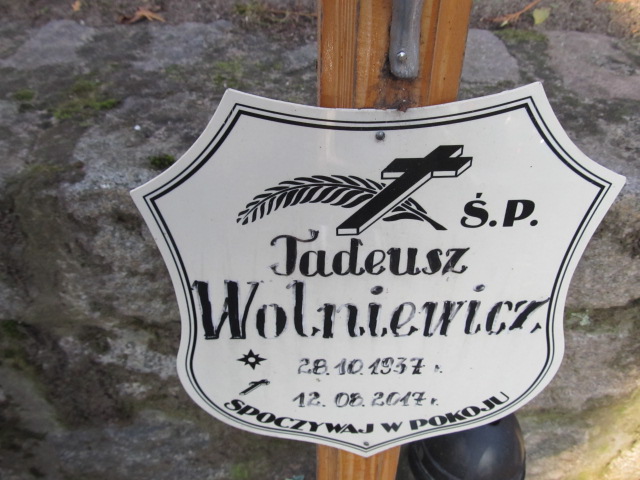 Ś.P.
Tadeusz
Wolniewicz
28.10.1937 r.
12.08.2017 r.
SPOCZYWAJ W POKOJU